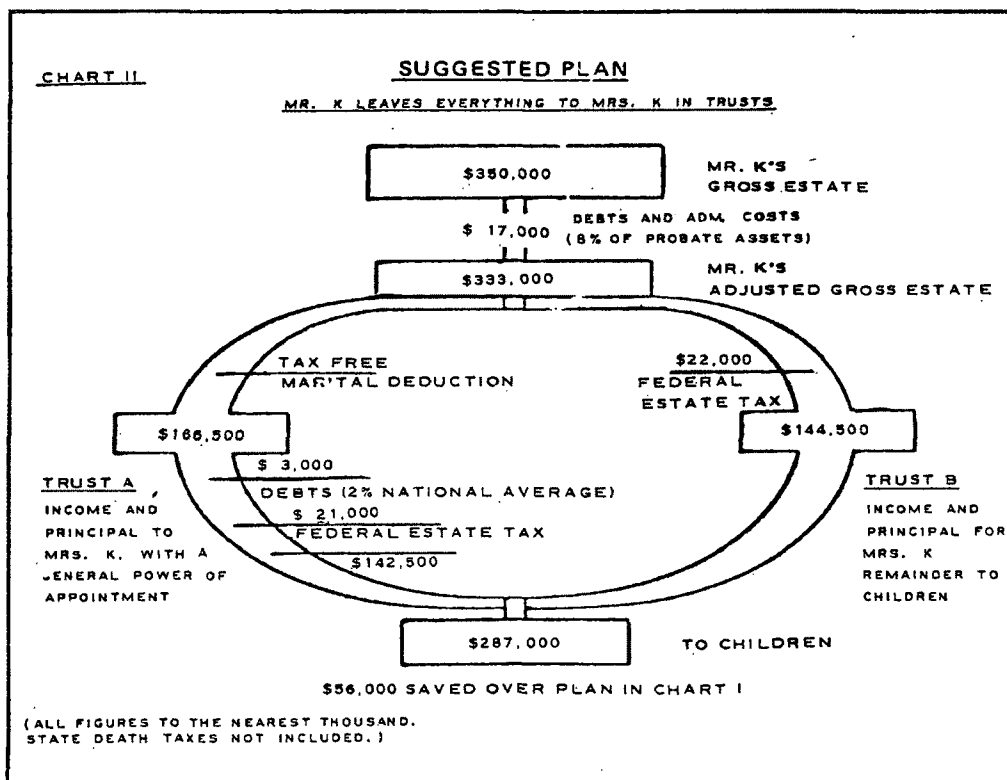 CHART II
SUGGESTED PLAN
MR. K LEAVES EVERYTHING TO MRS. K IN TRUSTS
$350,000
MR. K'S
GROSS ESTATE
$ 17,000
DEBTS AND ADM. COSTS
(8% OF PROBATE ASSETS)
$333,000
MR. K'S
ADJUSTED GROSS ESTATE
TAX FREE
MARITAL DEDUCTION
$22,000
FEDERAL
ESTATE TAX
$166,500
$144,500
$ 3,000
DEBTS (2% NATIONAL AVERAGE)
$ 21,000
FEDERAL ESTATE TAX
$142,500
TRUST A
INCOME AND
PRINCIPAL TO
MRS. K. WITH A
GENERAL POWER OF
APPOINTMENT
TRUST B
INCOME AND
PRINCIPAL FOR
MRS. K
REMAINDER TO
CHILDREN
$287,000
TO CHILDREN
$56,000 SAVED OVER PLAN IN CHART I
(ALL FIGURES TO THE NEAREST THOUSAND.
STATE DEATH TAXES NOT INCLUDED.)